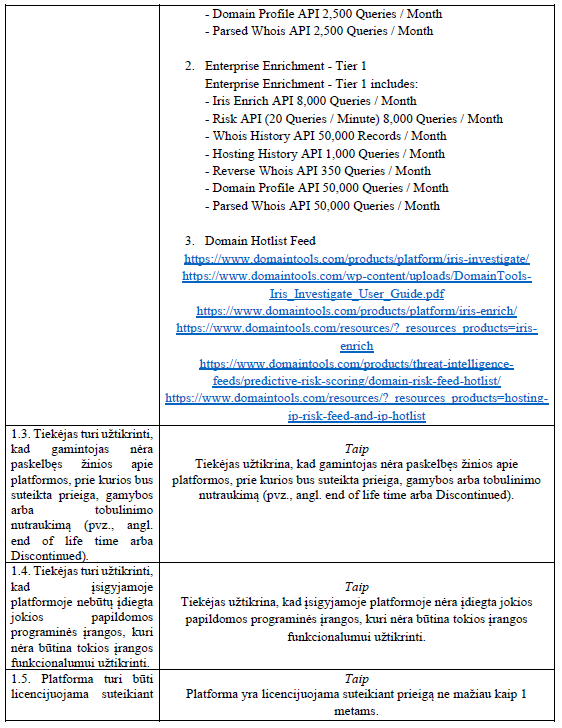 - Domain Profile API 2,500 Queries / Month
- Parsed Whois API 2,500 Queries / Month
2. Enterprise Enrichment - Tier 1
Enterprise Enrichment - Tier 1 includes:
- Iris Enrich API 8,000 Queries / Month
- Risk API (20 Queries / Minute) 8,000 Queries / Month
- Whois History API 50,000 Records / Month
- Hosting History API 1,000 Queries / Month
- Reverse Whois API 350 Queries / Month
- Domain Profile API 50,000 Queries / Month
- Parsed Whois API 50,000 Queries / Month
3. Domain Hotlist Feed
https://www.domaintools.com/products/platform/iris-investigate/
https://www.domaintools.com/wp-content/uploads/DomainTools-
Iris_Investigate_User_Guide.pdf
https://www.domaintools.com/products/platform/iris-enrich/
https://www.domaintools.com/resources/?_resources_products=iris-
enrich
https://www.domaintools.com/products/threat-intelligence-
feeds/predictive-risk-scoring/domain-risk-feed-hotlist/
https://www.domaintools.com/resources/?_resources_products=hosting-
ip-risk-feed-and-ip-hotlist
1.3. Tiekėjas turi užtikrinti,
kad gamintojas nėra
paskelbęs žinios apie
platformos, prie kurios bus
suteikta prieiga, gamybos
arba tobulinimo
nutraukimą (pvz., angl.
end of life time arba
Discontinued).
Taip
Tiekėjas užtikrina, kad gamintojas nėra paskelbęs žinios apie
platformos, prie kurios bus suteikta prieiga, gamybos arba tobulinimo
nutraukimą (pvz., angl. end of life time arba Discontinued).
1.4. Tiekėjas turi užtikrinti,
kad įsigyjamoje
platformoje nebūtų įdiegta
jokios papildomos
programinės įrangos, kuri
nėra būtina tokios įrangos
funkcionalumui užtikrinti.
Taip
Tiekėjas užtikrina, kad įsigyjamoje platformoje nėra įdiegta jokios
papildomos programinės įrangos, kuri nėra būtina tokios įrangos
funkcionalumui užtikrinti.
1.5. Platforma turi būti
licencijuojama suteikiant
Taip
Platforma yra licencijuojama suteikiant prieigą ne mažiau kaip 1
metams.